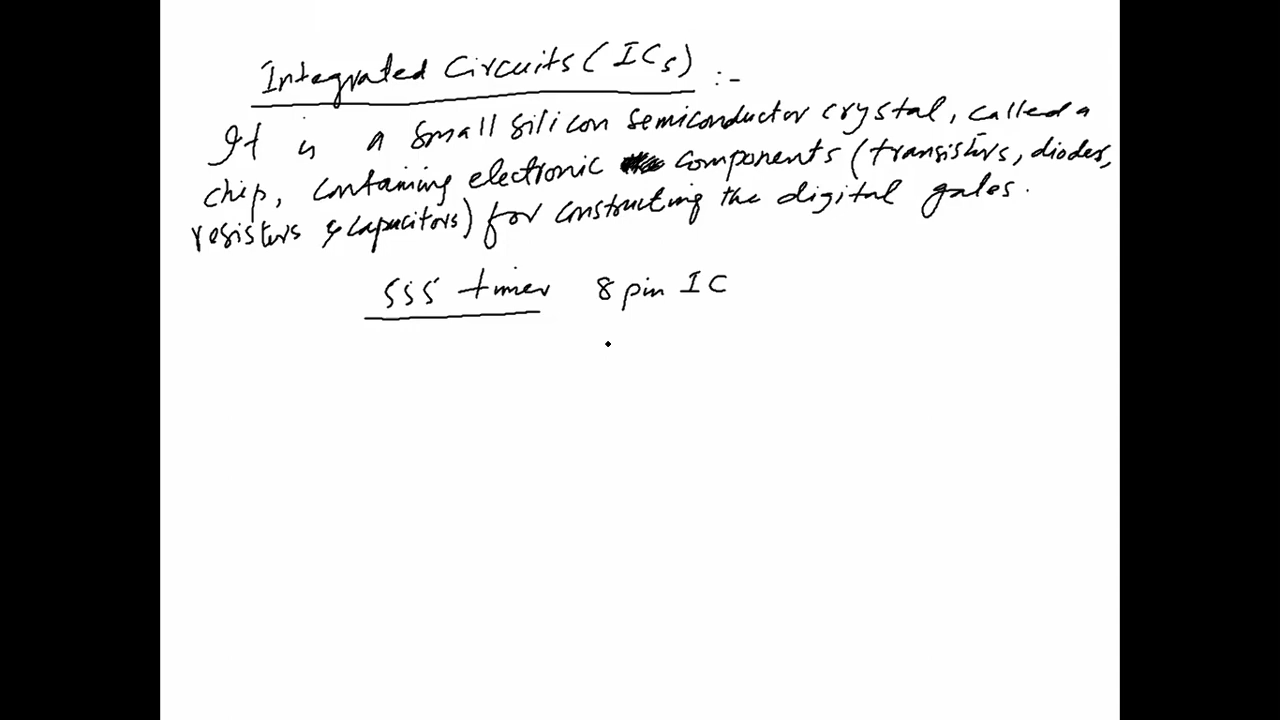 Integrated Circuits (ICs) :-
It is a small silicon semiconductor crystal, called a
chip, containing electronic components (transistors, diodes,
resistors & capacitors) for constructing the digital gates.
555 timer 8 pin IC